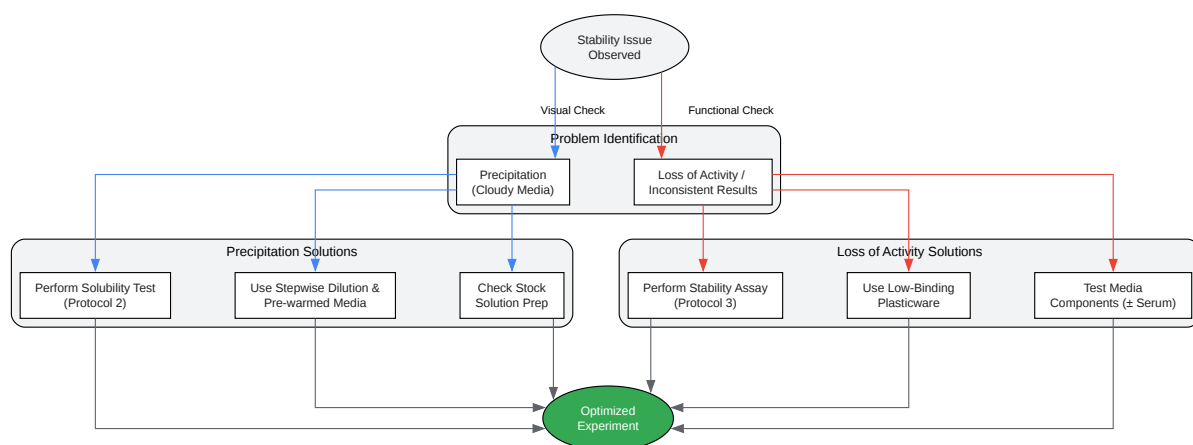 Stability Issue
Observed
Visual Check
Functional Check
Problem Identification
Precipitation
(Cloudy Media)
Loss of Activity /
Inconsistent Results
Precipitation Solutions
Perform Solubility Test
(Protocol 2)
Use Stepwise Dilution &
Pre-warmed Media
Check Stock
Solution Prep
Loss of Activity Solutions
Perform Stability Assay
(Protocol 3)
Use Low-Binding
Plasticware
Test Media
Components (± Serum)
Optimized
Experiment